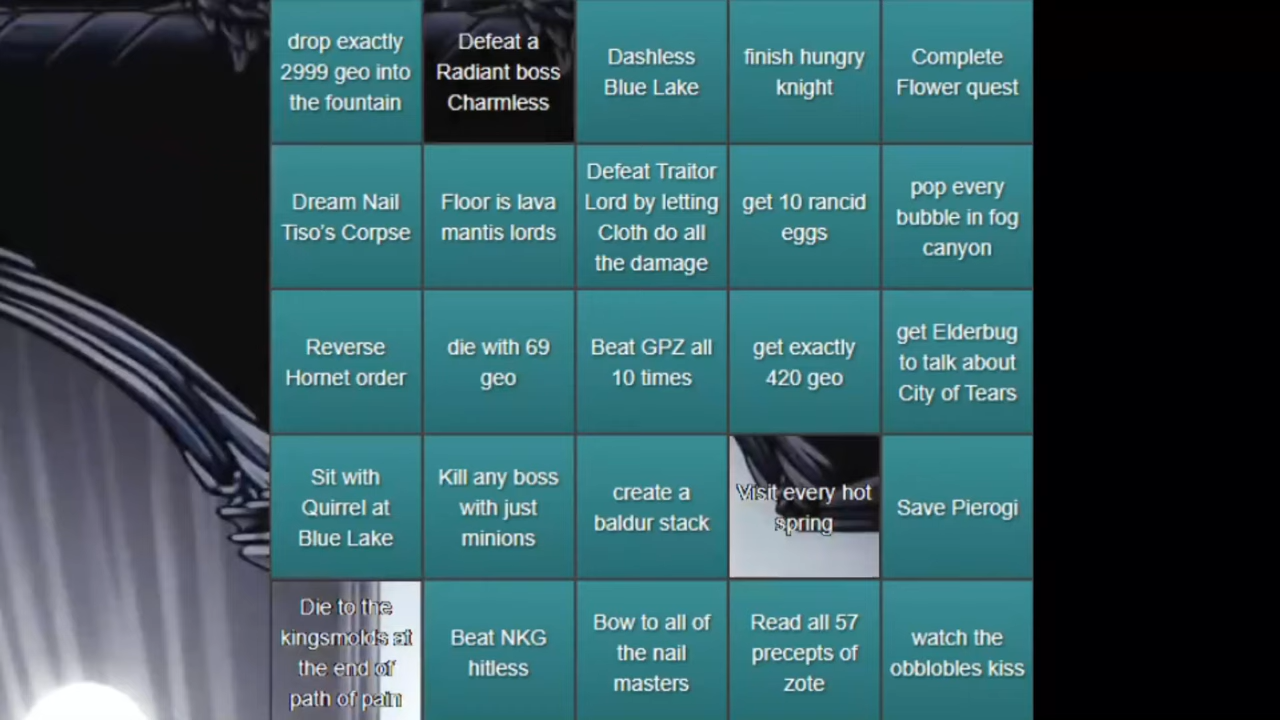 drop exactly
2999 geo into
the fountain
Defeat a
Radiant boss
Charmless
Dashless
Blue Lake
finish hungry
knight
Complete
Flower quest
Dream Nail
Tiso's Corpse
Floor is lava
mantis lords
Defeat Traitor
Lord by letting
Cloth do all
the damage
get 10 rancid
eggs
pop every
bubble in fog
canyon
Reverse
Hornet order
die with 69
geo
Beat GPZ all
10 times
get exactly
420 geo
get Elderbug
to talk about
City of Tears
Sit with
Quirrel at
Blue Lake
Kill any boss
with just
minions
create a
baldur stack
Visit every hot
spring
Save Pierogi
Die to the
kingsmolds at
the end of
path of pain
Beat NKG
hitless
Bow to all of
the nail
masters
Read all 57
precepts of
zote
watch the
obblobles kiss